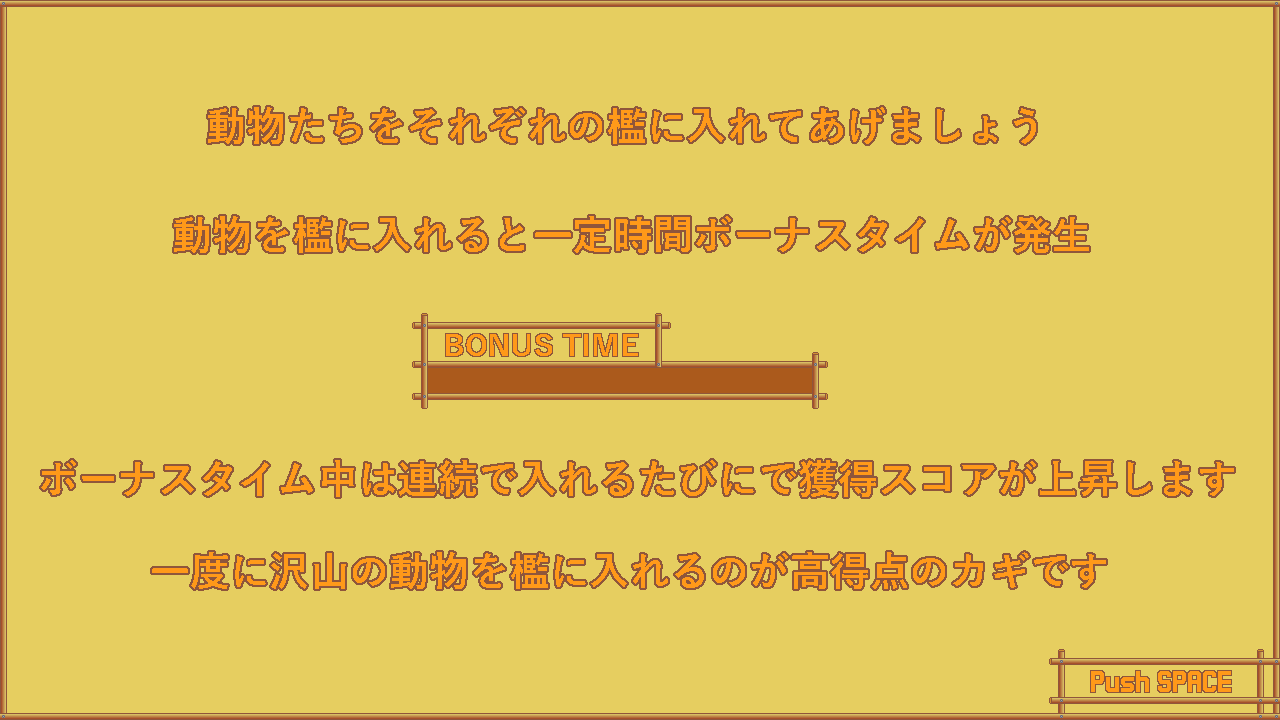 動物たちをそれぞれの檻に入れてあげましょう
動物を檻に入れると一定時間ボーナスタイムが発生
BONUS TIME
ボーナスタイム中は連続で入れるたびにで獲得スコアが上昇します
一度に沢山の動物を檻に入れるのが高得点のカギです
Push SPACE